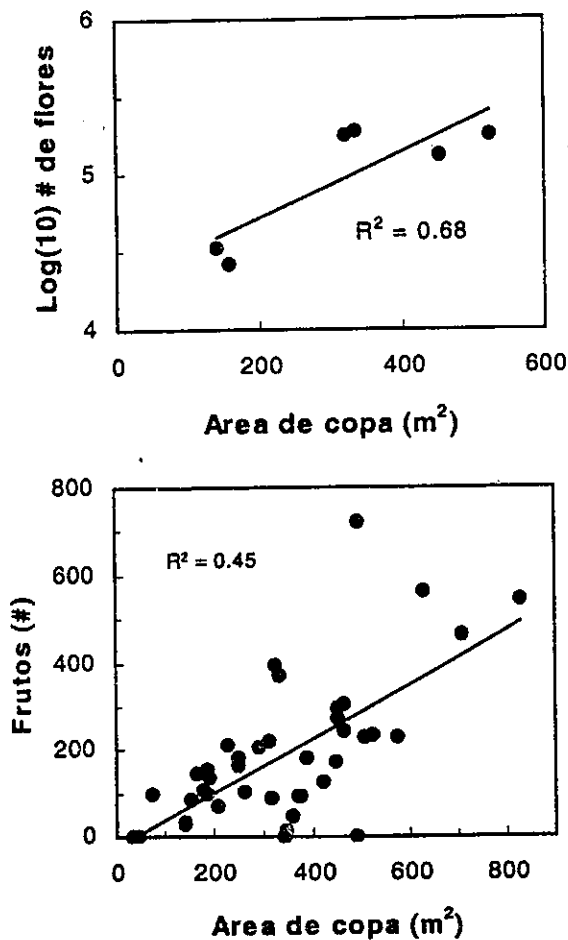 6
Log(10) # de flores
5
R² = 0.68
4
0 200 400 600
Area de copa (m²)
800
R² = 0.45
600
Frutos (#)
400
200
0
0 200 400 600 800
Area de copa (m²)